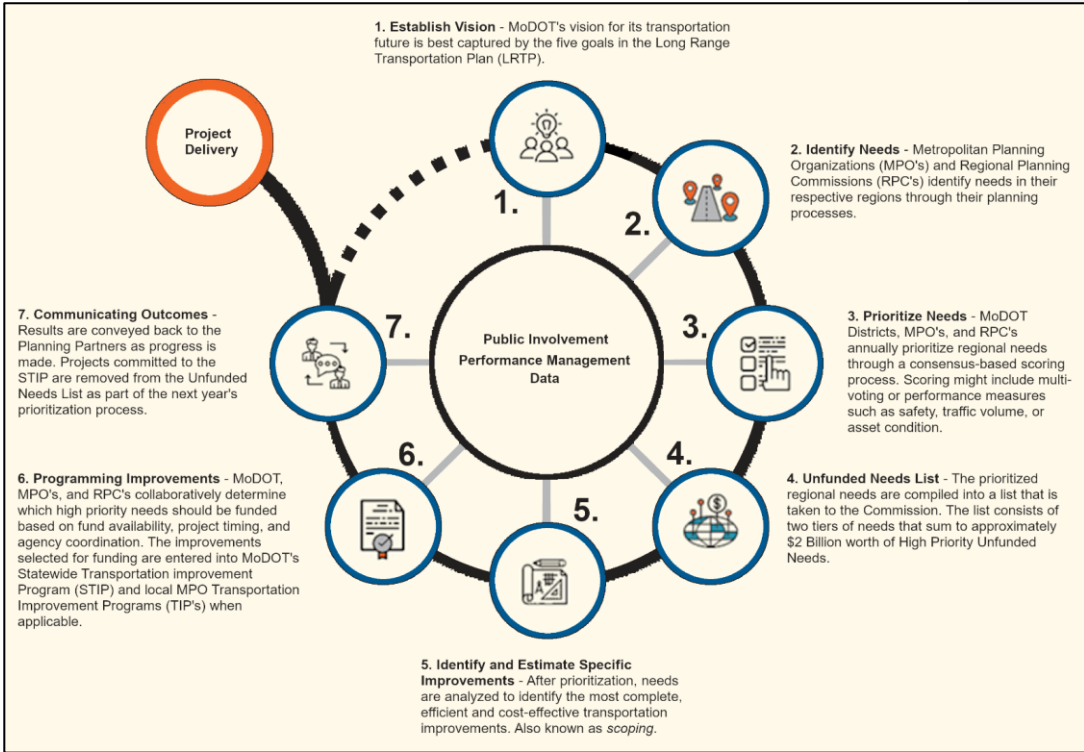 1. Establish Vision - MoDOT's vision for its transportation
future is best captured by the five goals in the Long Range
Transportation Plan (LRTP).
Project
Delivery
1.
2. Identify Needs - Metropolitan Planning
Organizations (MPO's) and Regional Planning
Commissions (RPC's) identify needs in their
respective regions through their planning
processes.
2.
3. Prioritize Needs - MoDOT
Districts, MPO's, and RPC's
annually prioritize regional needs
through a consensus-based scoring
process. Scoring might include multi-
voting or performance measures
such as safety, traffic volume, or
asset condition.
3.
Public Involvement
Performance Management
Data
4.
4. Unfunded Needs List - The prioritized
regional needs are compiled into a list that is
taken to the Commission. The list consists of
two tiers of needs that sum to approximately
$2 Billion worth of High Priority Unfunded
Needs.
$
5.
A
5. Identify and Estimate Specific
Improvements - After prioritization, needs
are analyzed to identify the most complete,
efficient and cost-effective transportation
improvements. Also known as scoping.
6.
6. Programming Improvements - MoDOT,
MPO's, and RPC's collaboratively determine
which high priority needs should be funded
based on fund availability, project timing, and
agency coordination. The improvements
selected for funding are entered into MoDOT's
Statewide Transportation improvement
Program (STIP) and local MPO Transportation
Improvement Programs (TIP's) when
applicable.
7.
7. Communicating Outcomes -
Results are conveyed back to the
Planning Partners as progress is
made. Projects committed to the
STIP are removed from the Unfunded
Needs List as part of the next year's
prioritization process.